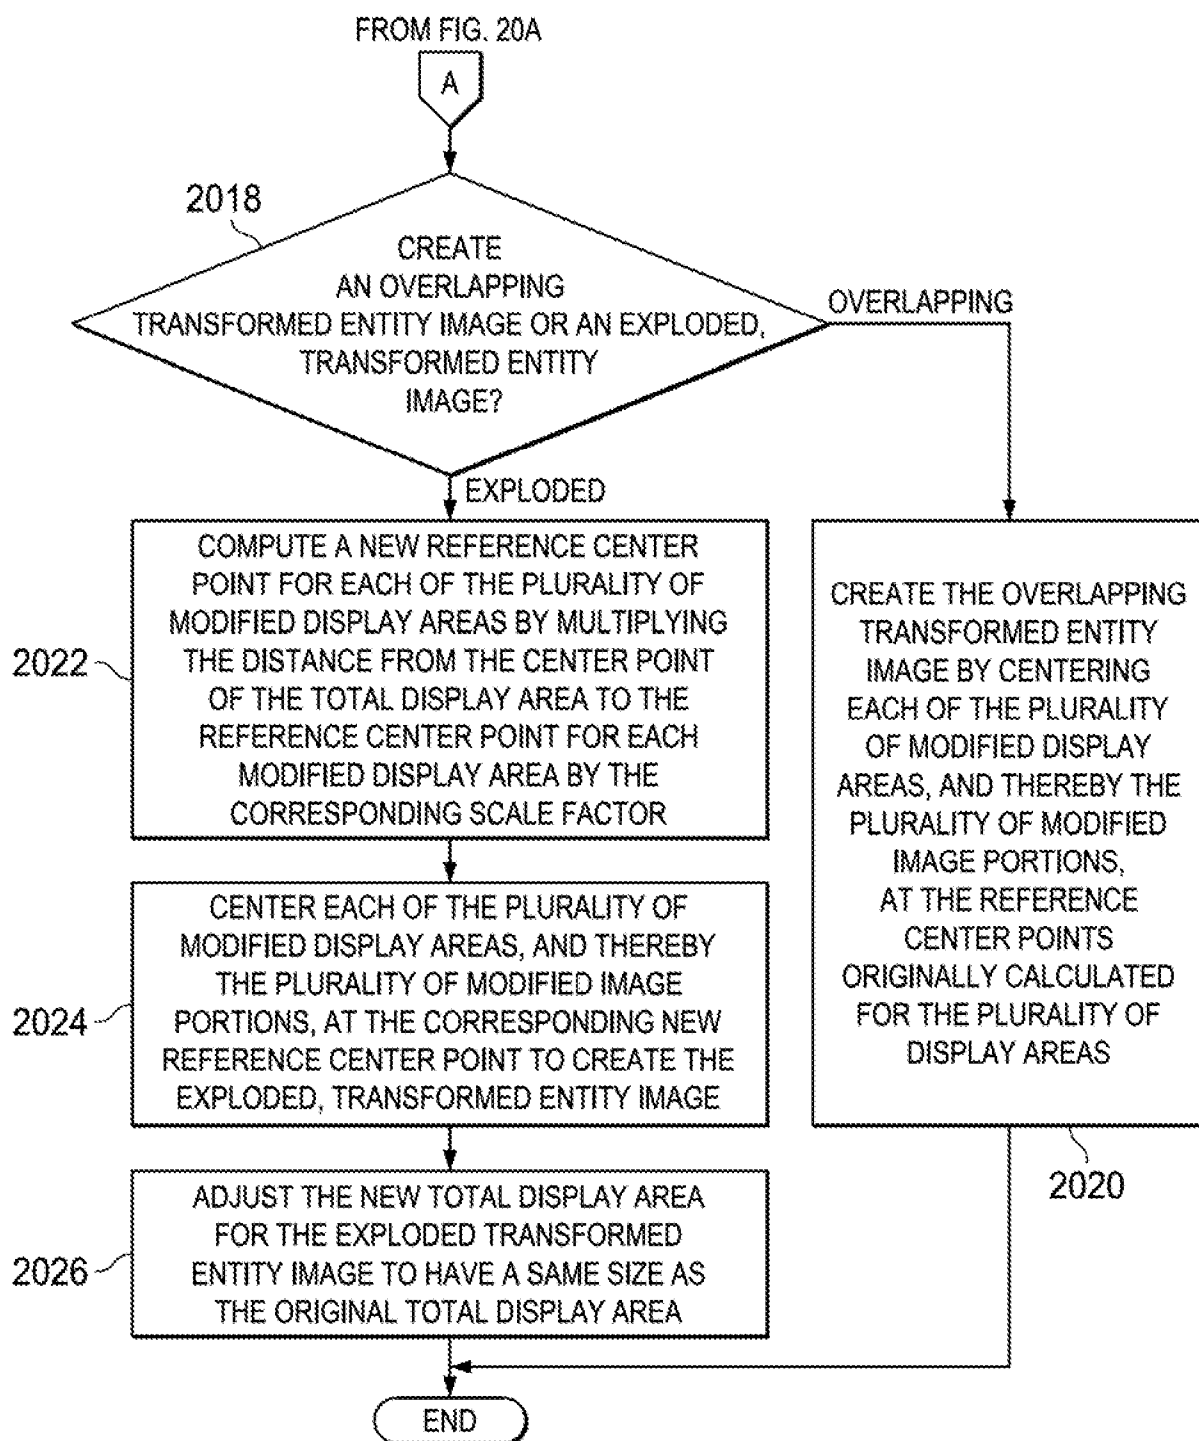 FROM FIG. 20A
A
2018
CREATE
AN OVERLAPPING
TRANSFORMED ENTITY IMAGE OR AN EXPLODED,
TRANSFORMED ENTITY
IMAGE?
OVERLAPPING
EXPLODED
COMPUTE A NEW REFERENCE CENTER
POINT FOR EACH OF THE PLURALITY OF
MODIFIED DISPLAY AREAS BY MULTIPLYING
THE DISTANCE FROM THE CENTER POINT
OF THE TOTAL DISPLAY AREA TO THE
REFERENCE CENTER POINT FOR EACH
MODIFIED DISPLAY AREA BY THE
CORRESPONDING SCALE FACTOR
2022
CREATE THE OVERLAPPING
TRANSFORMED ENTITY
IMAGE BY CENTERING
EACH OF THE PLURALITY
OF MODIFIED DISPLAY
AREAS, AND THEREBY THE
PLURALITY OF MODIFIED
IMAGE PORTIONS,
AT THE REFERENCE
CENTER POINTS
ORIGINALLY CALCULATED
FOR THE PLURALITY OF
DISPLAY AREAS
2020
CENTER EACH OF THE PLURALITY OF
MODIFIED DISPLAY AREAS, AND THEREBY
THE PLURALITY OF MODIFIED IMAGE
PORTIONS, AT THE CORRESPONDING NEW
REFERENCE CENTER POINT TO CREATE THE
EXPLODED, TRANSFORMED ENTITY IMAGE
2024
ADJUST THE NEW TOTAL DISPLAY AREA
FOR THE EXPLODED TRANSFORMED
ENTITY IMAGE TO HAVE A SAME SIZE AS
THE ORIGINAL TOTAL DISPLAY AREA
2026
END